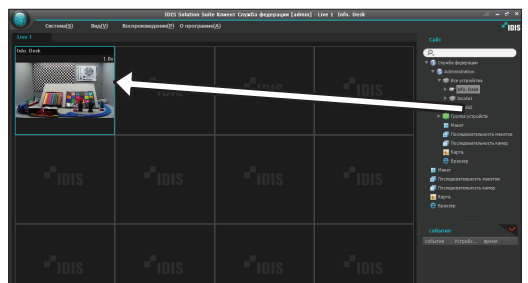 IDIS Solution Suite Клиент Служба федерации [admin] - Live 1 Info. Desk
Система(S) Вид(V) Воспроизведение(P) О программе(A)
IDIS
Live 1
Info. Desk
IDIS
IDIS
IDIS
IDIS
IDIS
IDIS
IDIS
IDIS
IDIS
IDIS
IDIS
Сайт
Служба федерации
Administration
Все устройства
Info. Desk
Группа устройств
Макет
Последовательность макетов
Последовательность камер
Карта.
Браузер
Макет
Последовательность макетов
Последовательность камер
Карта.
Браузер
событие
событие Устройс... время